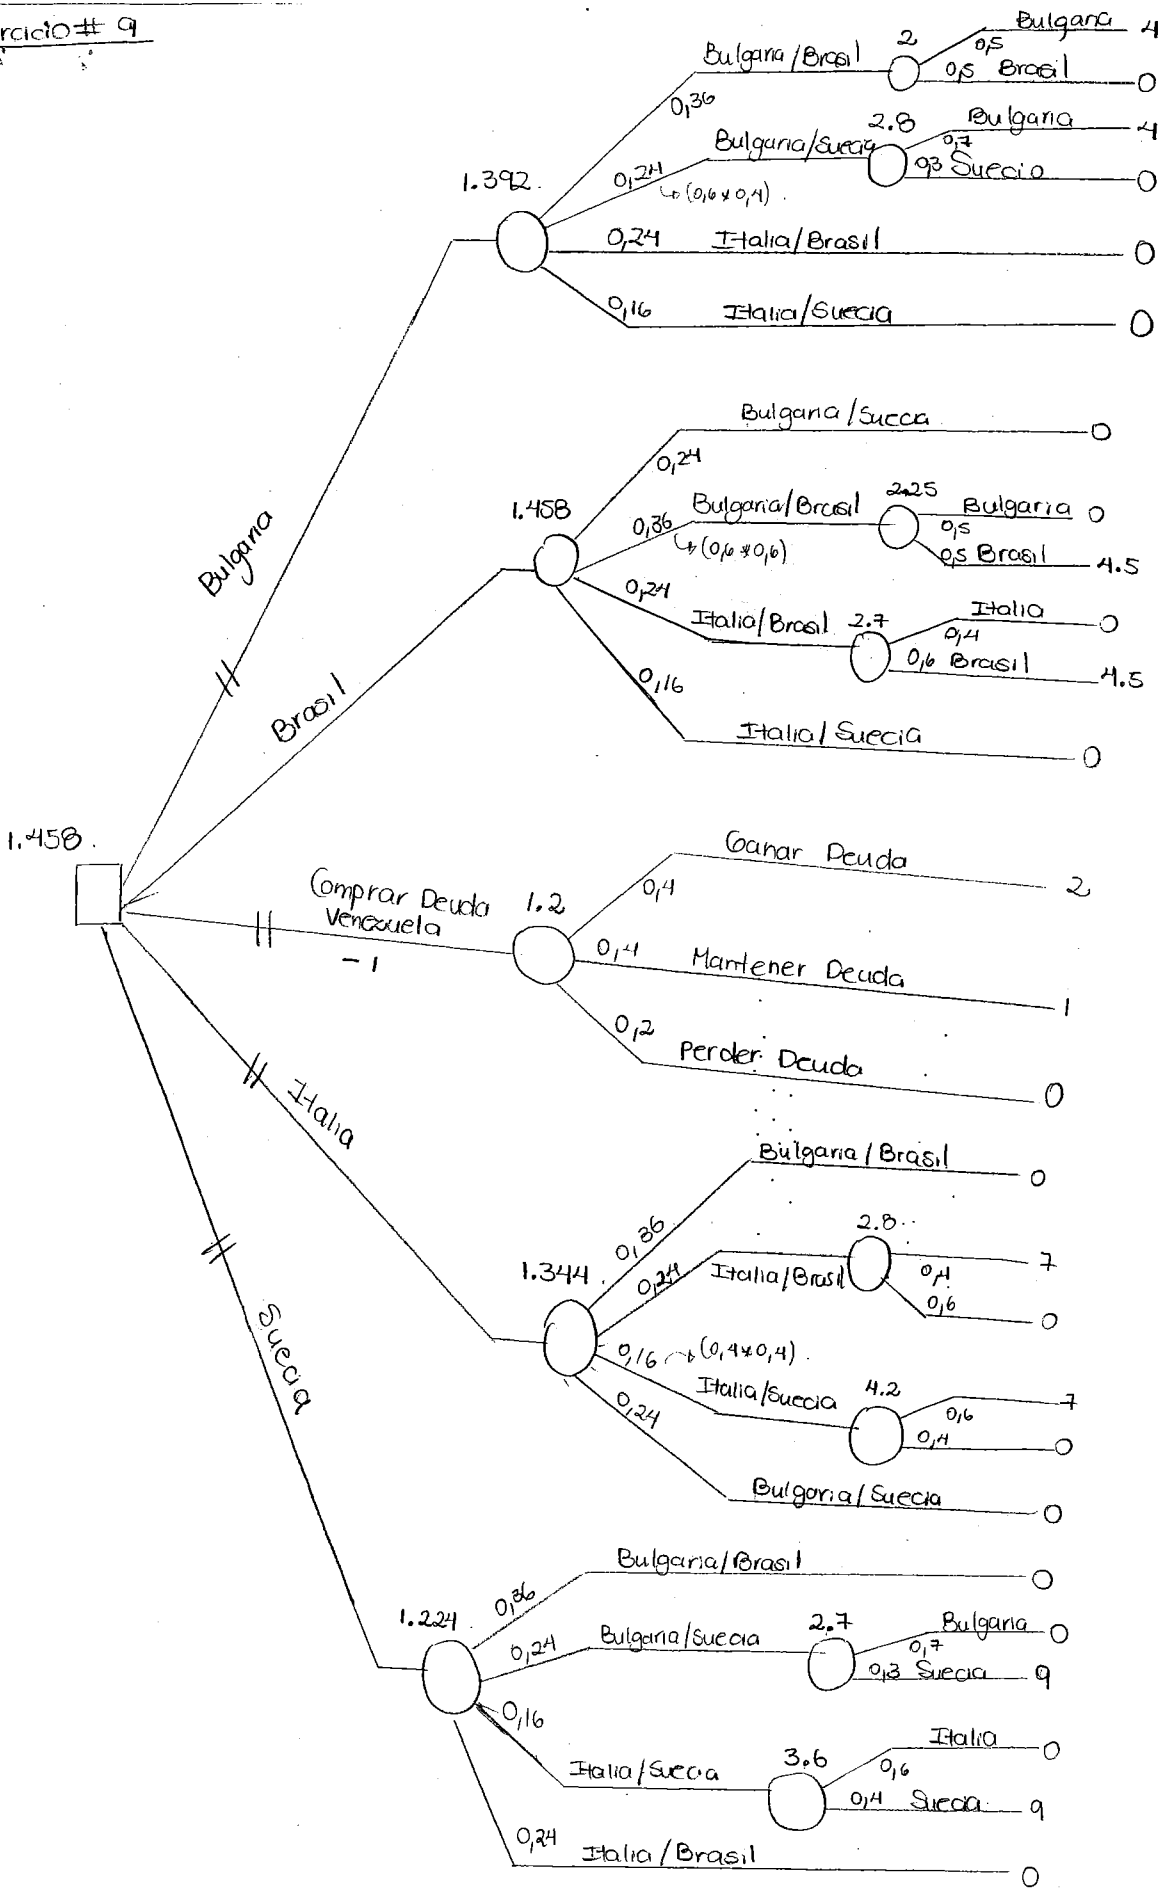 rcicio # 9
Bulgaria 4
Bulgaria/Brasil 2 0,5
0,5 Brasil 0
0,36
2.8 Bulgaria 4
Bulgaria/Suecia 0,7
0,3 Suecia 0
1.392 0,24
↳(0,6*0,4)
0,24 Italia/Brasil 0
0,16 Italia/Suecia 0
Bulgaria/Suecia 0
0,24
1.458 Bulgaria/Brasil 2.25 Bulgaria 0
0,36 0,5
↳(0,6*0,6) 0,5 Brasil 4.5
Bulgaria
0,24 Italia 0
Italia/Brasil 2.7 0,4
0,6 Brasil 4.5
0,16
Brasil
Italia/Suecia 0
1.458
Ganar Deuda 2
0,4
Comprar Deuda 1.2
Venezuela
-1
0,4 Mantener Deuda 1
0,2 Perder Deuda 0
Italia
Bulgaria/Brasil 0
0,36
2.8
1.344 0,24 Italia/Brasil 0,4 7
0,6 0
0,16 →(0,4*0,4)
Italia/Suecia 4.2 7
0,6
0,24 0,4 0
Suecia
Bulgaria/Suecia 0
Bulgaria/Brasil 0
0,36
1.224 2.7 Bulgaria 0
0,24 Bulgaria/Suecia 0,7
0,3 Suecia 9
0,16
Italia 0
Italia/Suecia 3.6 0,6
0,4 Suecia 9
0,24 Italia/Brasil 0